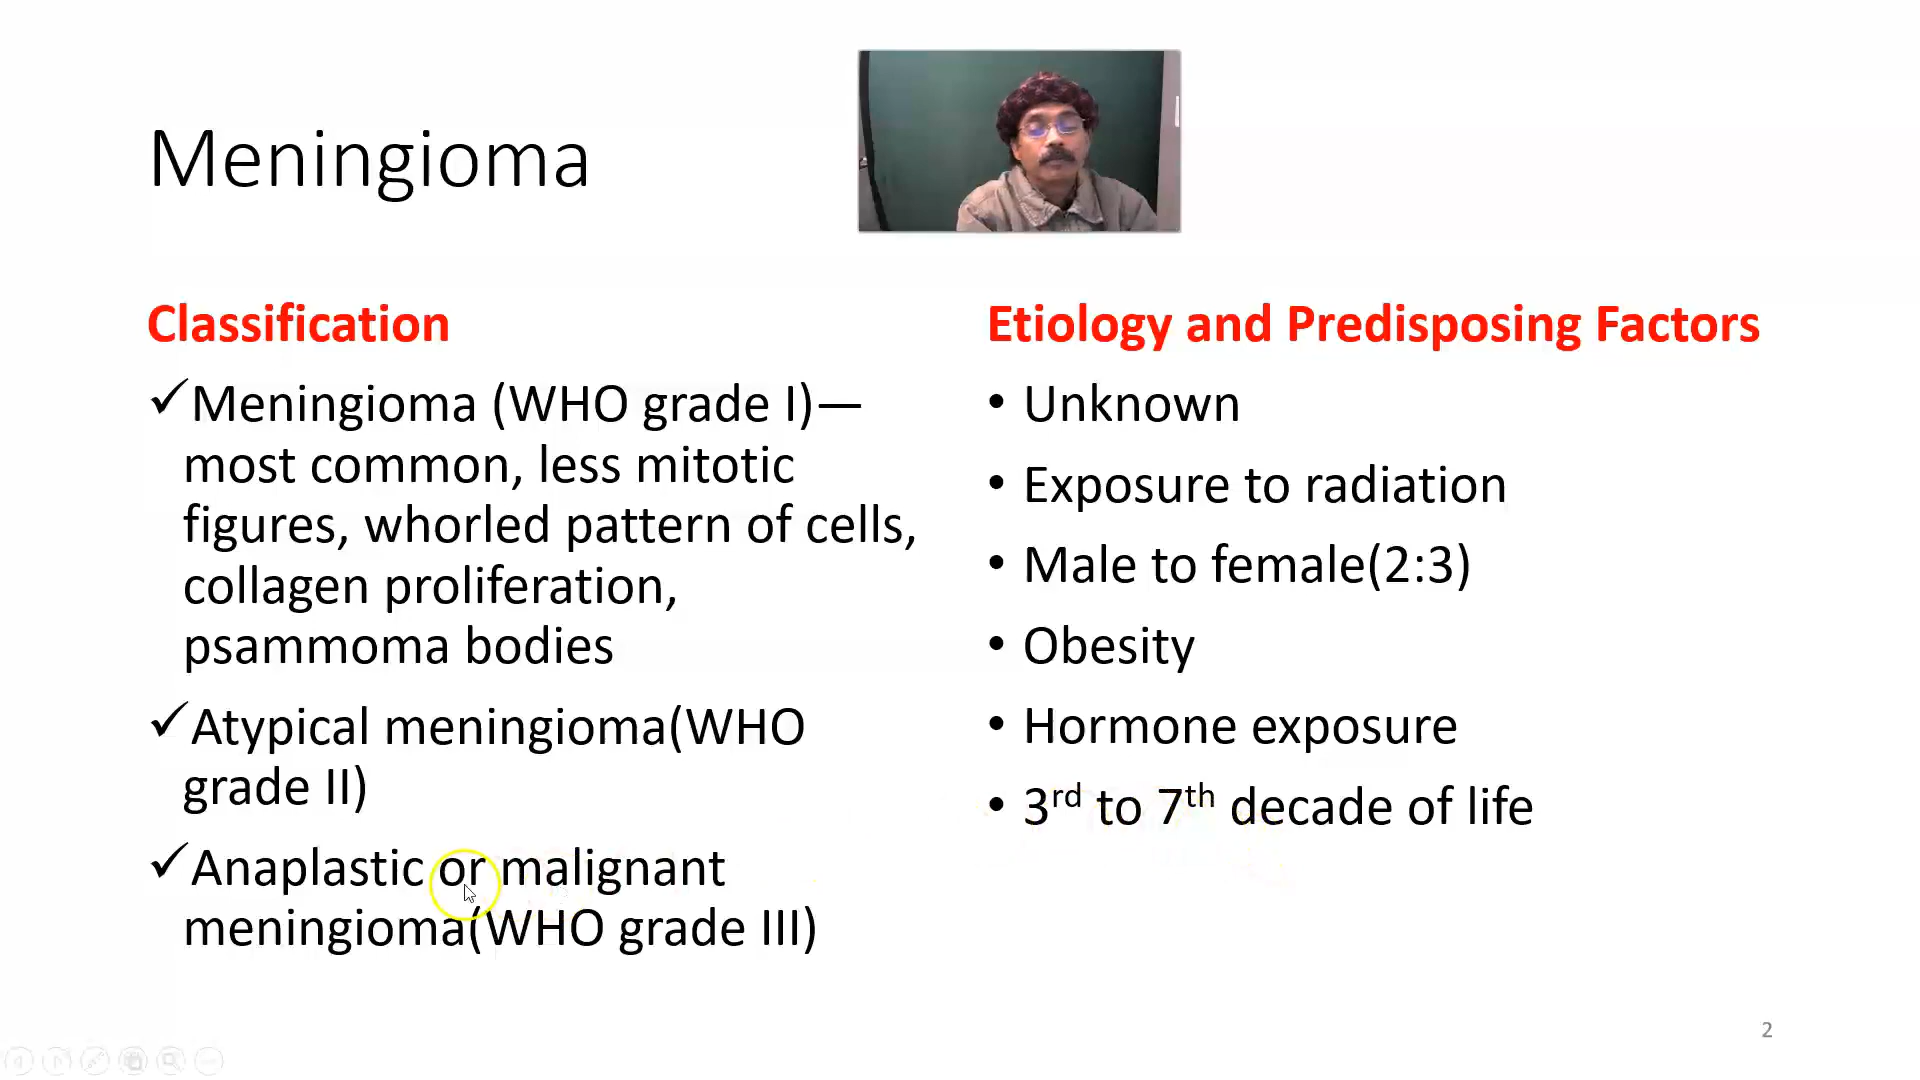 Meningioma
Classification
✓Meningioma (WHO grade I)—
most common, less mitotic
figures, whorled pattern of cells,
collagen proliferation,
psammoma bodies
✓Atypical meningioma(WHO
grade II)
✓Anaplastic or malignant
meningioma(WHO grade III)
Etiology and Predisposing Factors
• Unknown
• Exposure to radiation
• Male to female(2:3)
• Obesity
• Hormone exposure
• 3rd to 7th decade of life
2